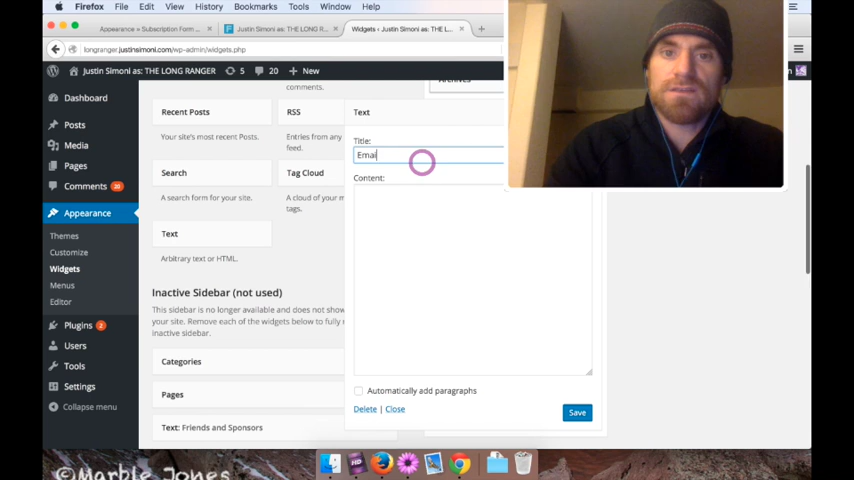 Firefox File Edit View History Bookmarks Tools Window Help
Appearance » Subscription Form ... × Justin Simoni as: THE LONG R... × Widgets ‹ Justin Simoni as: THE L... × +
longranger.justinsimoni.com/wp-admin/widgets.php
Justin Simoni as: THE LONG RANGER 5 20 + New
Dashboard
Posts
Media
Pages
Comments 20
Appearance
Themes
Customize
Widgets
Menus
Editor
Plugins 2
Users
Tools
Settings
Collapse menu
comments.
Archives
Recent Posts
RSS
Your site's most recent Posts.
Entries from any
feed.
Search
Tag Cloud
A search form for your site.
A cloud of your m
tags.
Text
Arbitrary text or HTML.
Inactive Sidebar (not used)
This sidebar is no longer available and does not show
your site. Remove each of the widgets below to fully r
inactive sidebar.
Categories
Pages
Text: Friends and Sponsors
Text
Title:
Emai
Content:
Automatically add paragraphs
Delete | Close
Save
HD
©Marble Jones